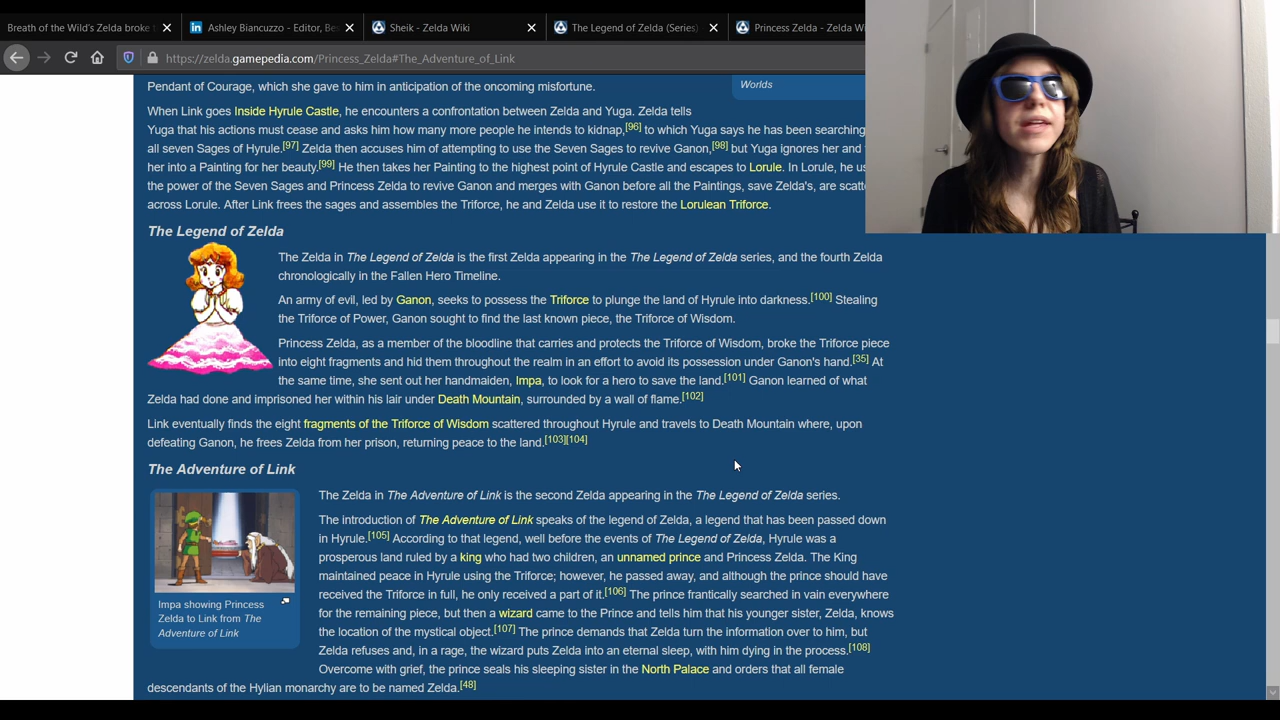 Breath of the Wild's Zelda broke
Ashley Biancuzzo - Editor, Be
Sheik - Zelda Wiki
The Legend of Zelda (Series)
Princess Zelda - Zelda Wi
https://zelda.gamepedia.com/Princess_Zelda#The_Adventure_of_Link
Pendant of Courage, which she gave to him in anticipation of the oncoming misfortune.
Worlds
When Link goes Inside Hyrule Castle, he encounters a confrontation between Zelda and Yuga. Zelda tells
Yuga that his actions must cease and asks him how many more people he intends to kidnap,[96] to which Yuga says he has been searching
all seven Sages of Hyrule.[97] Zelda then accuses him of attempting to use the Seven Sages to revive Ganon,[98] but Yuga ignores her and
her into a Painting for her beauty.[99] He then takes her Painting to the highest point of Hyrule Castle and escapes to Lorule. In Lorule, he us
the power of the Seven Sages and Princess Zelda to revive Ganon and merges with Ganon before all the Paintings, save Zelda's, are scatt
across Lorule. After Link frees the sages and assembles the Triforce, he and Zelda use it to restore the Lorulean Triforce.
The Legend of Zelda
The Zelda in The Legend of Zelda is the first Zelda appearing in the The Legend of Zelda series, and the fourth Zelda
chronologically in the Fallen Hero Timeline.
An army of evil, led by Ganon, seeks to possess the Triforce to plunge the land of Hyrule into darkness.[100] Stealing
the Triforce of Power, Ganon sought to find the last known piece, the Triforce of Wisdom.
Princess Zelda, as a member of the bloodline that carries and protects the Triforce of Wisdom, broke the Triforce piece
into eight fragments and hid them throughout the realm in an effort to avoid its possession under Ganon's hand.[35] At
the same time, she sent out her handmaiden, Impa, to look for a hero to save the land.[101] Ganon learned of what
Zelda had done and imprisoned her within his lair under Death Mountain, surrounded by a wall of flame.[102]
Link eventually finds the eight fragments of the Triforce of Wisdom scattered throughout Hyrule and travels to Death Mountain where, upon
defeating Ganon, he frees Zelda from her prison, returning peace to the land.[103][104]
The Adventure of Link
The Zelda in The Adventure of Link is the second Zelda appearing in the The Legend of Zelda series.
The introduction of The Adventure of Link speaks of the legend of Zelda, a legend that has been passed down
in Hyrule.[105] According to that legend, well before the events of The Legend of Zelda, Hyrule was a
prosperous land ruled by a king who had two children, an unnamed prince and Princess Zelda. The King
maintained peace in Hyrule using the Triforce; however, he passed away, and although the prince should have
received the Triforce in full, he only received a part of it.[106] The prince frantically searched in vain everywhere
for the remaining piece, but then a wizard came to the Prince and tells him that his younger sister, Zelda, knows
the location of the mystical object.[107] The prince demands that Zelda turn the information over to him, but
Zelda refuses and, in a rage, the wizard puts Zelda into an eternal sleep, with him dying in the process.[108]
Overcome with grief, the prince seals his sleeping sister in the North Palace and orders that all female
descendants of the Hylian monarchy are to be named Zelda.[48]
Impa showing Princess
Zelda to Link from The
Adventure of Link